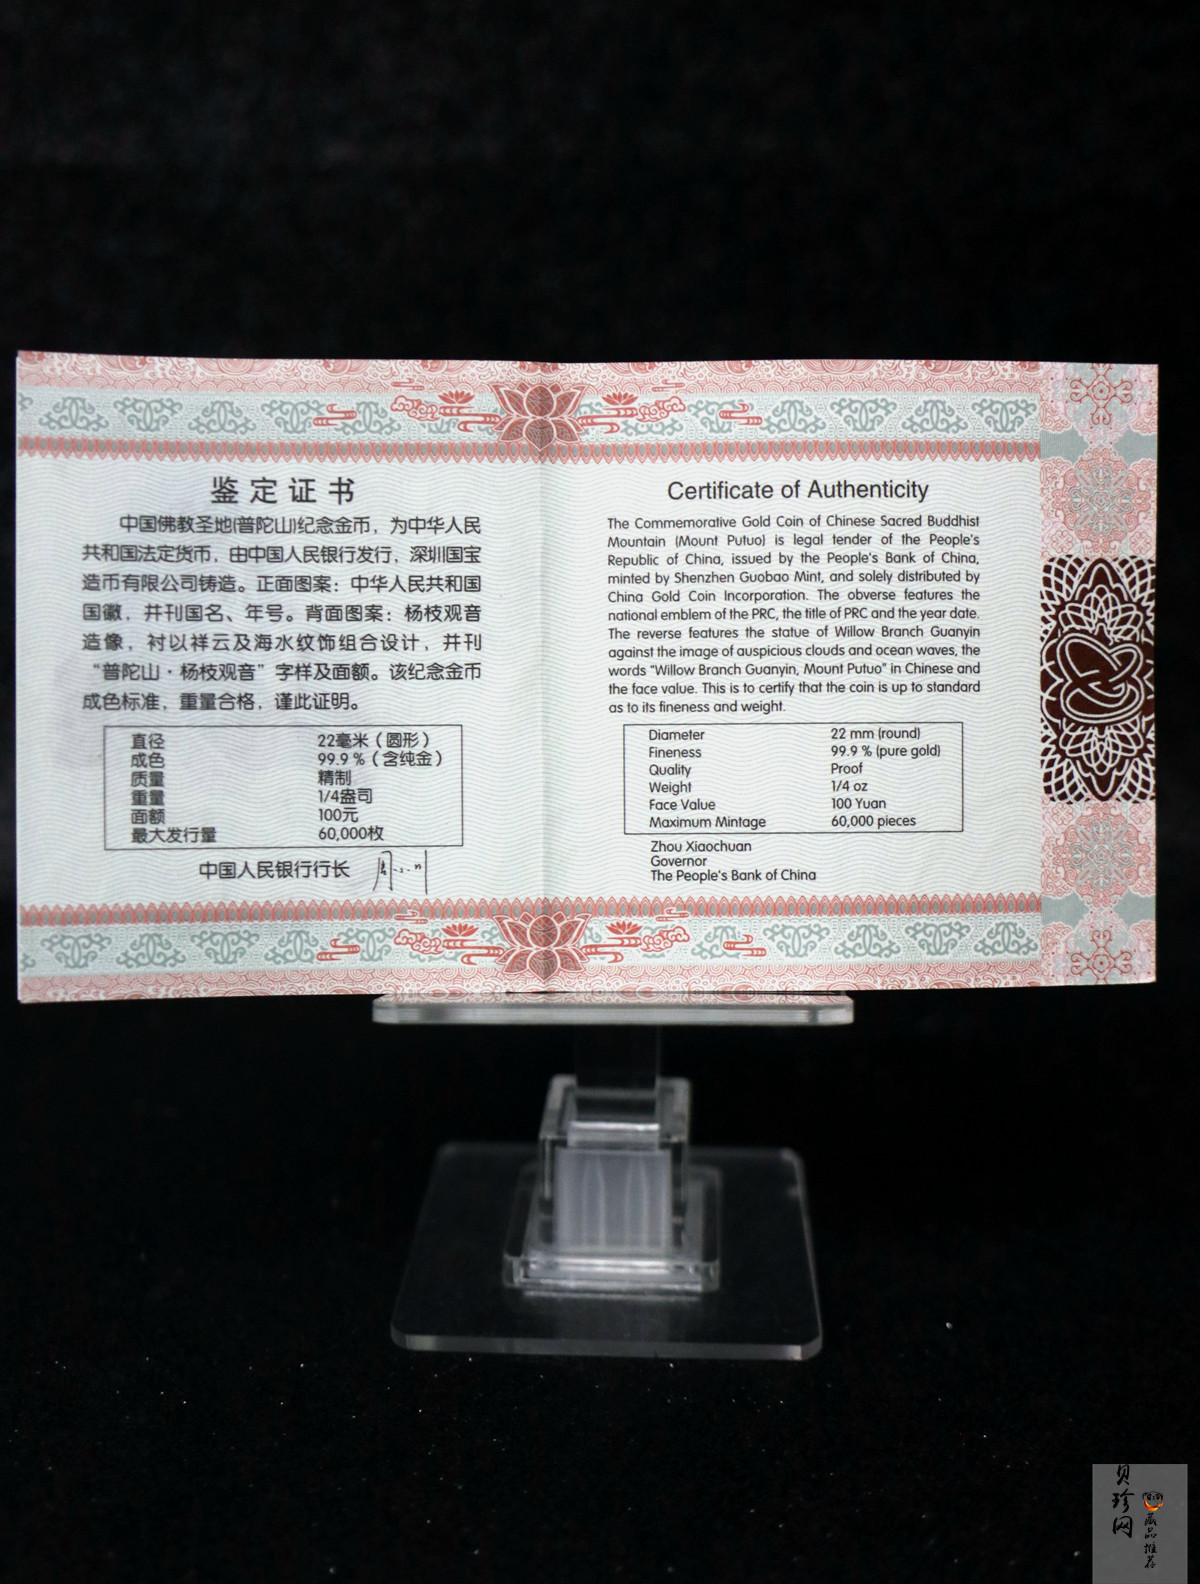 鉴定证书
中国佛教圣地(普陀山)纪念金币，为中华人民
共和国法定货币，由中国人民银行发行，深圳国宝
造币有限公司铸造。正面图案：中华人民共和国
国徽，并刊国名、年号。背面图案：杨枝观音
造像，衬以祥云及海水纹饰组合设计，并刊
“普陀山·杨枝观音”字样及面额。该纪念金币
成色标准，重量合格，谨此证明。
直径 22毫米（圆形）
成色 99.9 %（含纯金）
质量 精制
重量 1/4盎司
面额 100元
最大发行量 60,000枚
中国人民银行行长
Certificate of Authenticity
The Commemorative Gold Coin of Chinese Sacred Buddhist
Mountain (Mount Putuo) is legal tender of the People's
Republic of China, issued by the People's Bank of China,
minted by Shenzhen Guobao Mint, and solely distributed by
China Gold Coin Incorporation. The obverse features the
national emblem of the PRC, the title of PRC and the year date.
The reverse features the statue of Willow Branch Guanyin
against the image of auspicious clouds and ocean waves, the
words "Willow Branch Guanyin, Mount Putuo" in Chinese and
the face value. This is to certify that the coin is up to standard
as to its fineness and weight.
Diameter 22 mm (round)
Fineness 99.9 % (pure gold)
Quality Proof
Weight 1/4 oz
Face Value 100 Yuan
Maximum Mintage 60,000 pieces
Zhou Xiaochuan
Governor
The People's Bank of China
贝珍网
藏品推荐